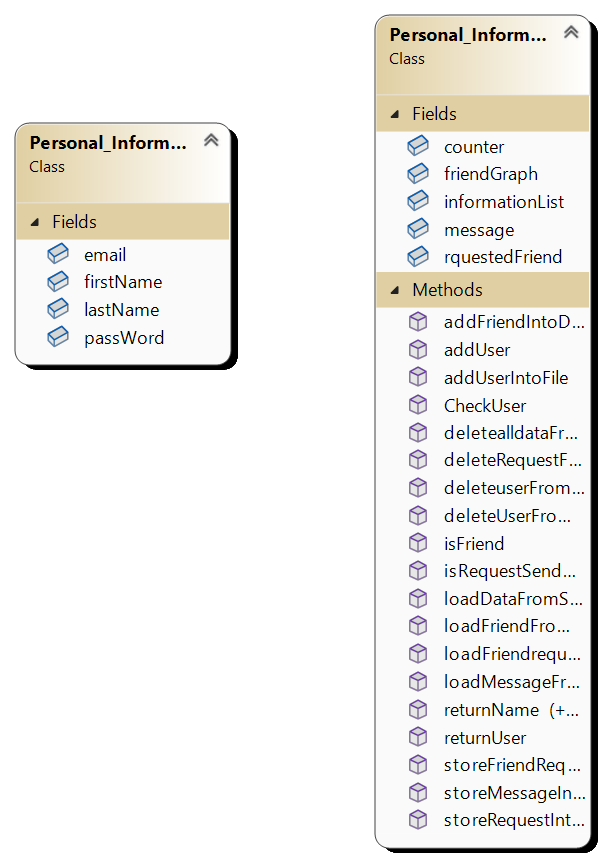 Personal_Inform...
Class
Fields
email
firstName
lastName
passWord
Personal_Inform...
Class
Fields
counter
friendGraph
informationList
message
rquestedFriend
Methods
addFriendIntoD...
addUser
addUserIntoFile
CheckUser
deletealldataFr...
deleteRequestF...
deleteuserFrom...
deleteUserFro...
isFriend
isRequestSend...
loadDataFromS...
loadFriendFro...
loadFriendrequ...
loadMessageFr...
returnName (+...
returnUser
storeFriendReq...
storeMessageIn...
storeRequestInt...